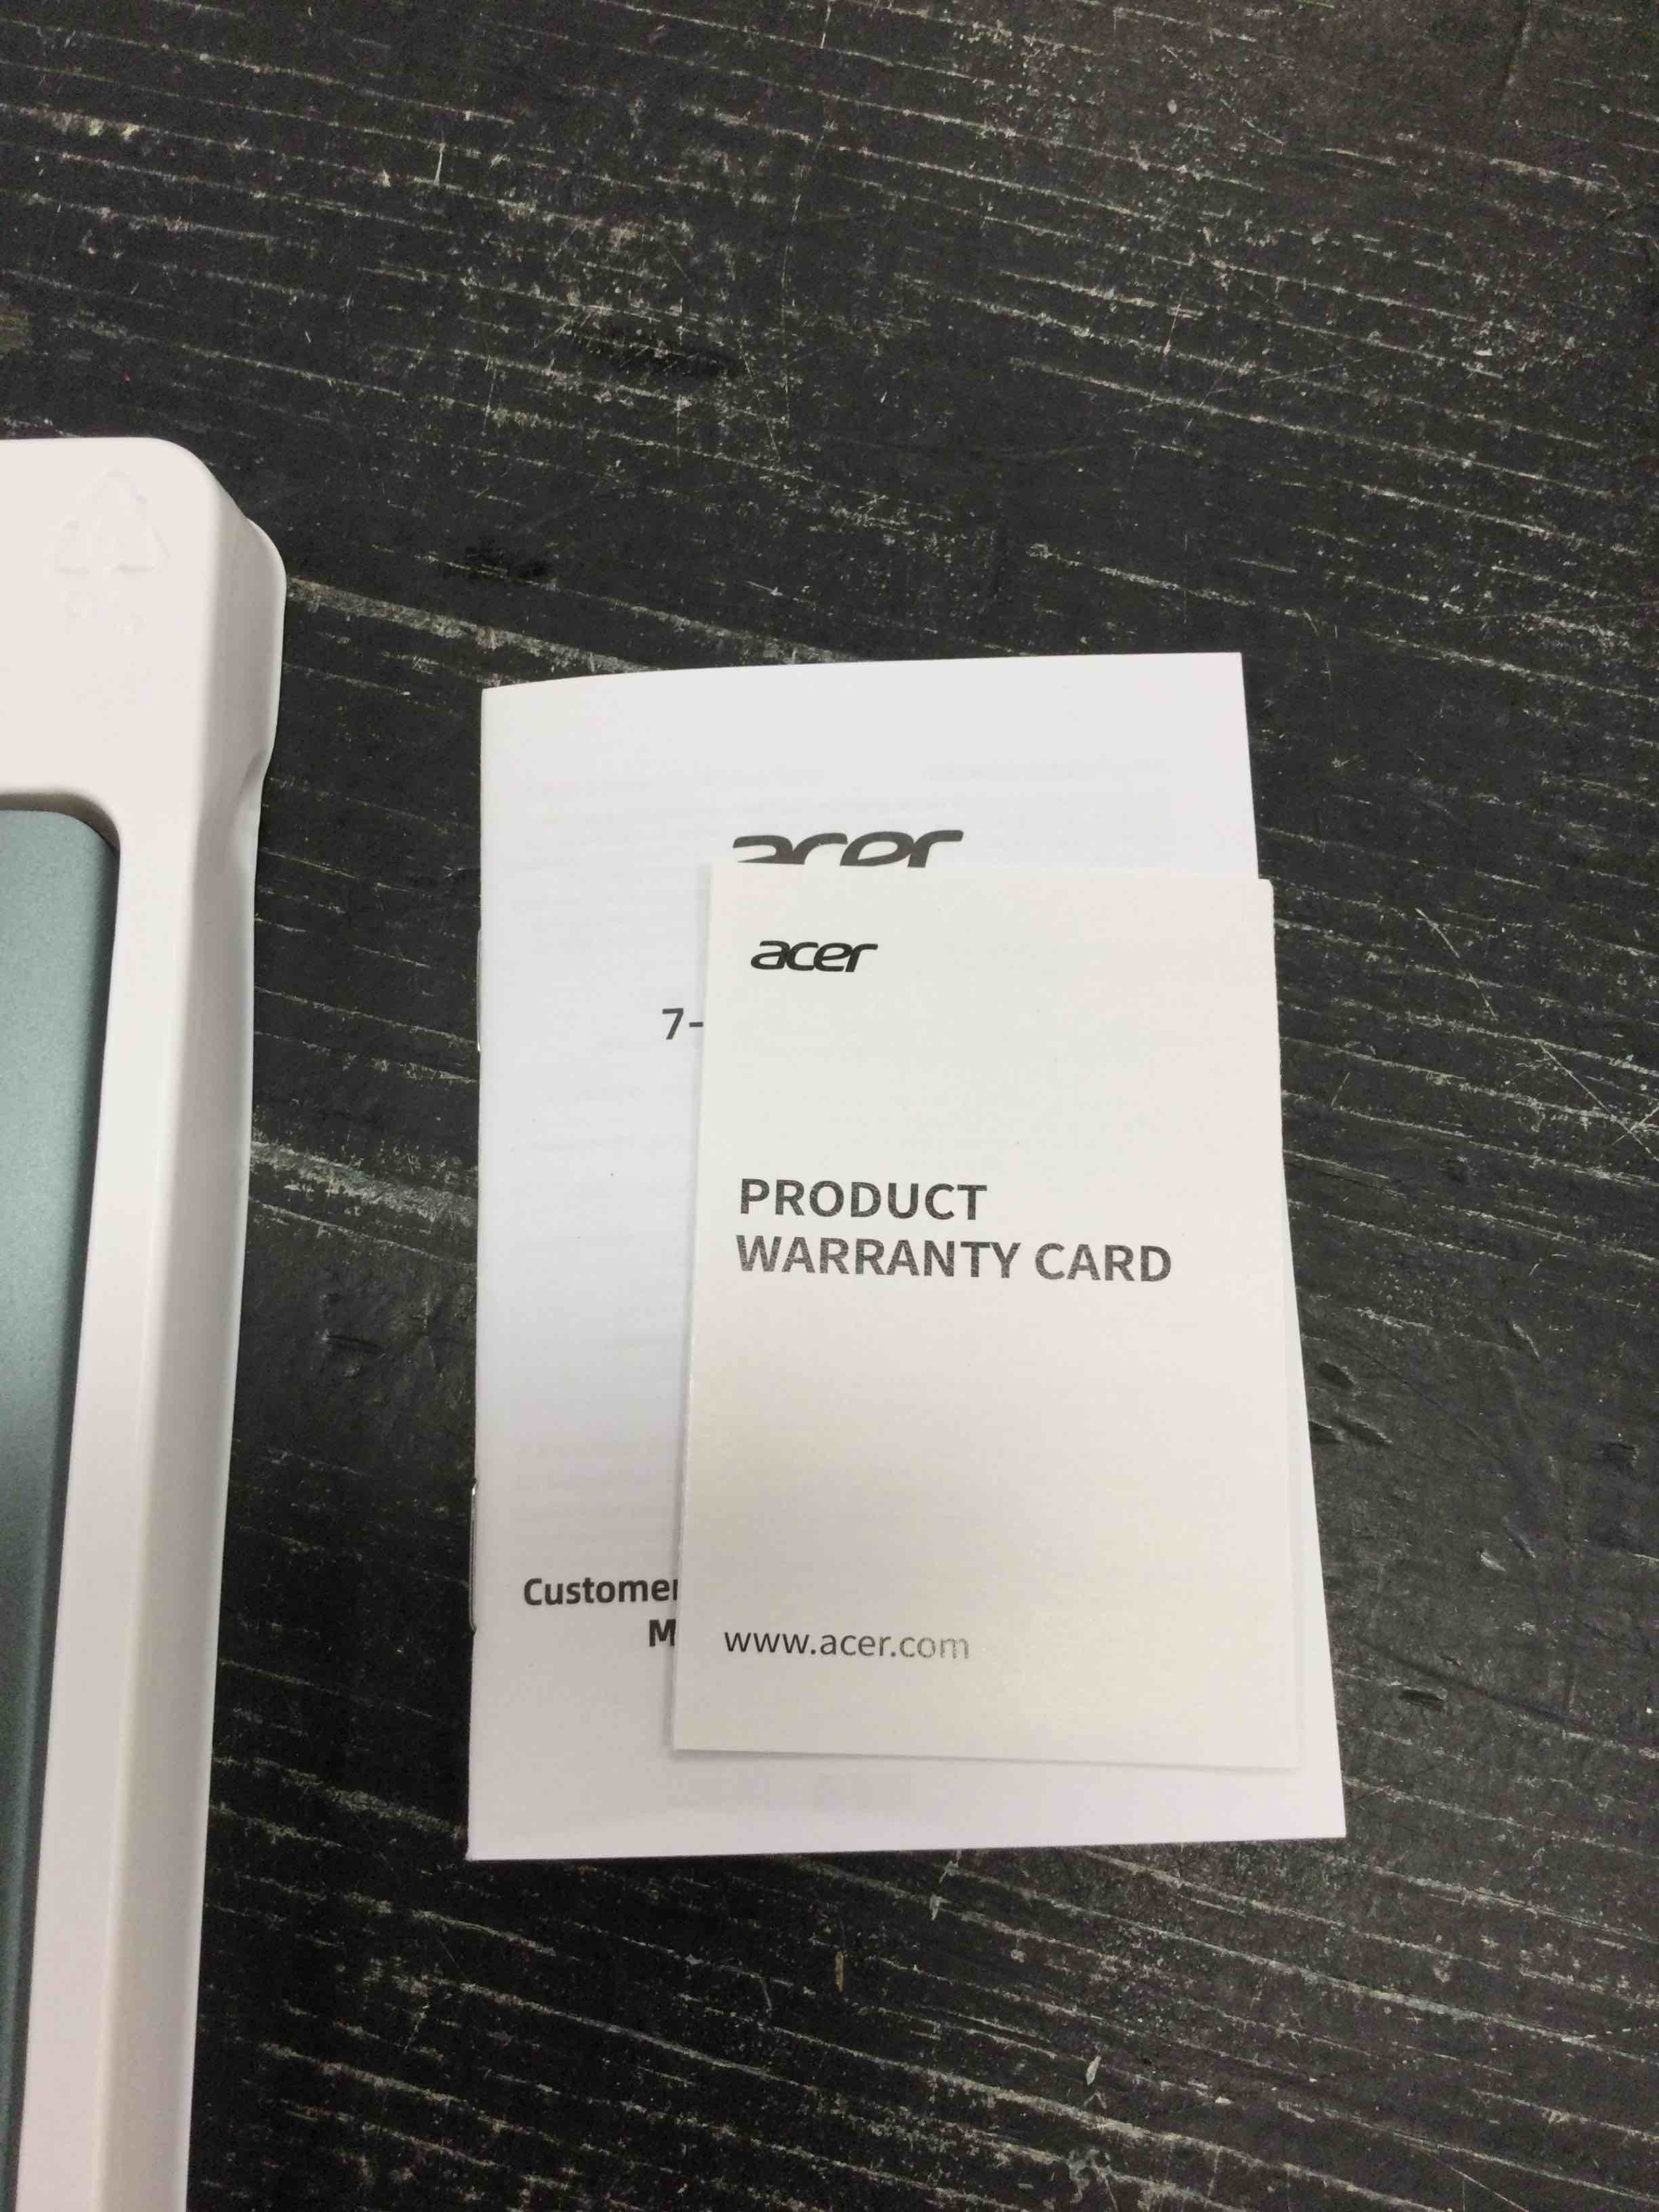 acer
7-
Customer
M
acer
PRODUCT
WARRANTY CARD
www.acer.com